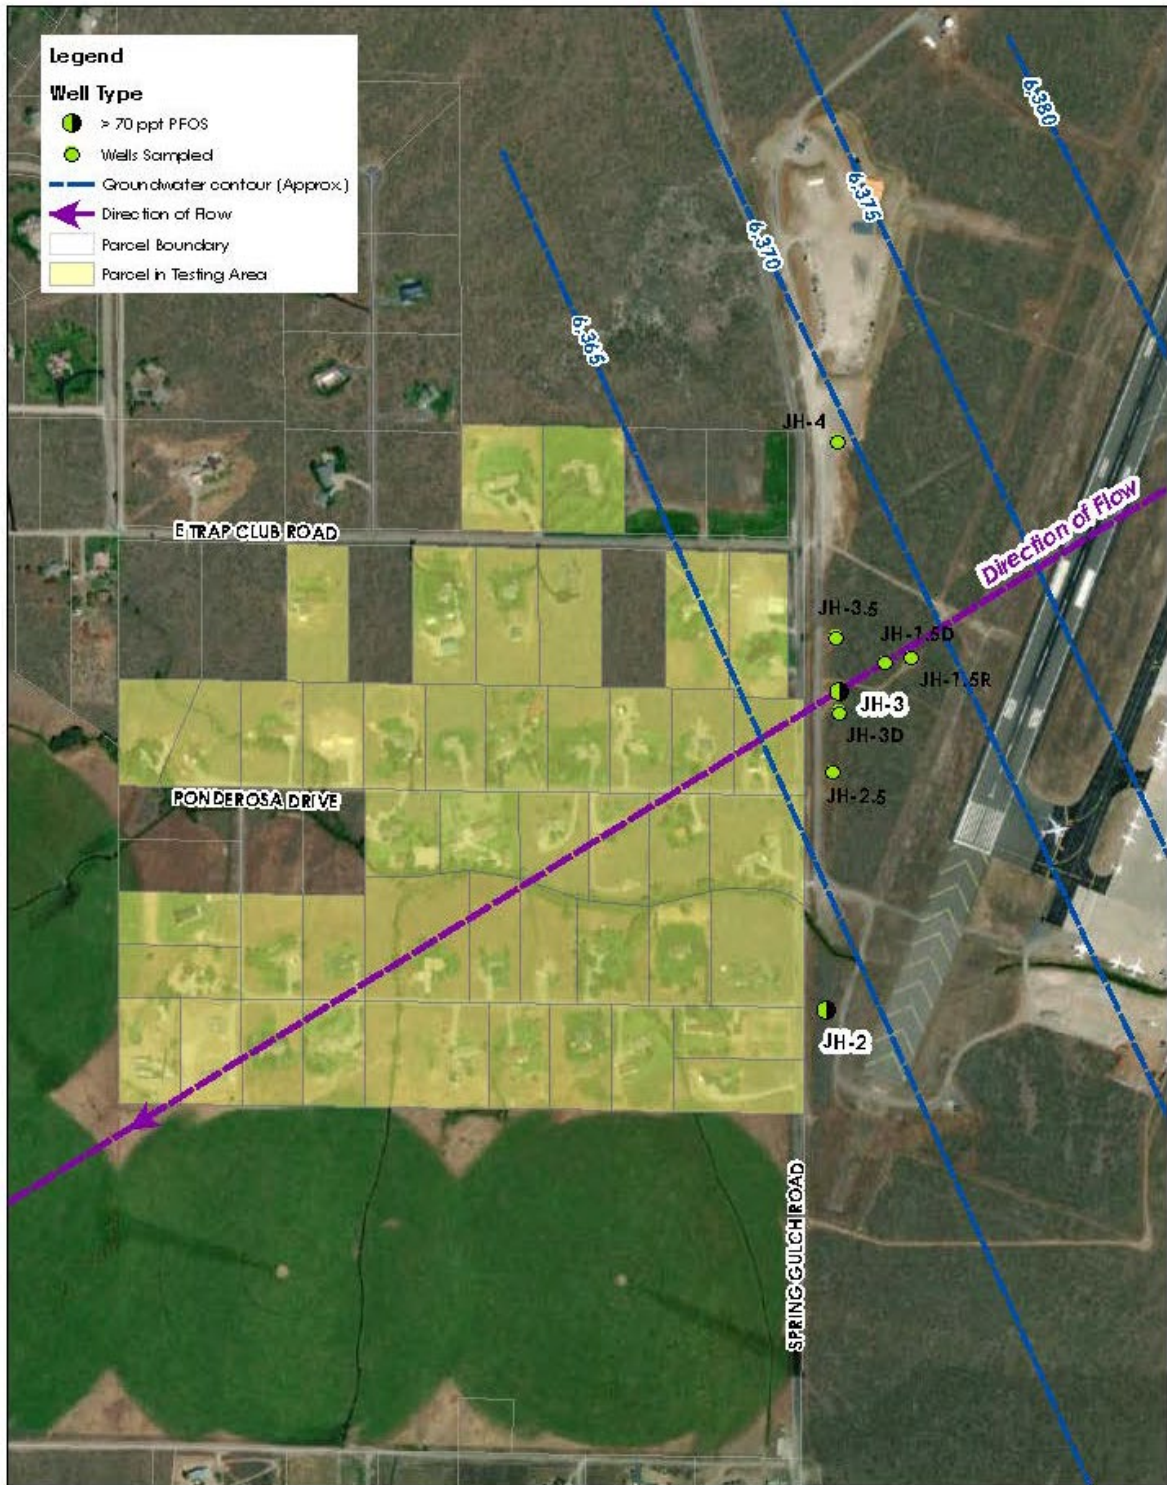 Legend
Well Type
> 70 ppt PFOS
Wells Sampled
Groundwater contour (Approx.)
Direction of Flow
Parcel Boundary
Parcel in Testing Area
6,380
6,375
6,370
6,365
JH-4
Direction of Flow
E TRAP CLUB ROAD
JH-3.5
JH-1.5D
JH-1.5R
JH-3
JH-3D
JH-2.5
PONDEROSA DRIVE
JH-2
SPRING GULCH ROAD